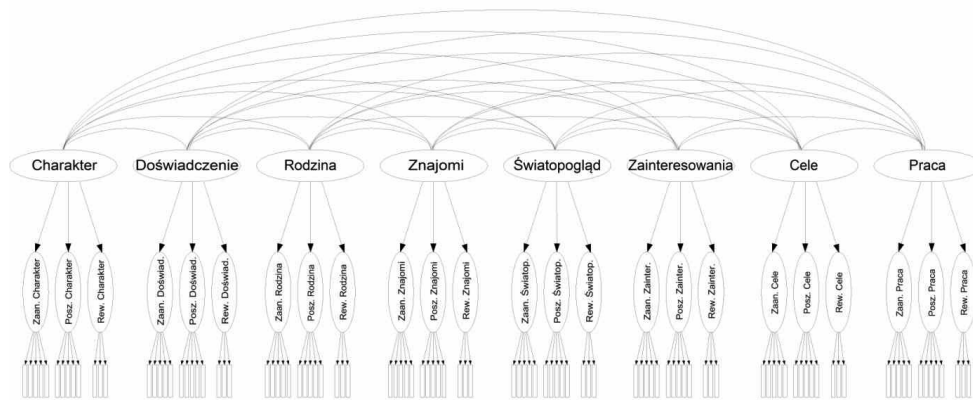 Charakter
Doświadczenie
Rodzina
Znajomi
Światopogląd
Zainteresowania
Cele
Praca
Zaan. Charakter
Posz. Charakter
Rew. Charakter
Zaan. Doświad.
Posz. Doświad.
Rew. Doświad.
Zaan. Rodzina
Posz. Rodzina
Rew. Rodzina
Zaan. Znajomi
Posz. Znajomi
Rew. Znajomi
Zaan. Światop.
Posz. Światop.
Rew. Światop.
Zaan. Zainter.
Posz. Zainter.
Rew. Zainter.
Zaan. Cele
Posz. Cele
Rew. Cele
Zaan. Praca
Posz. Praca
Rew. Praca